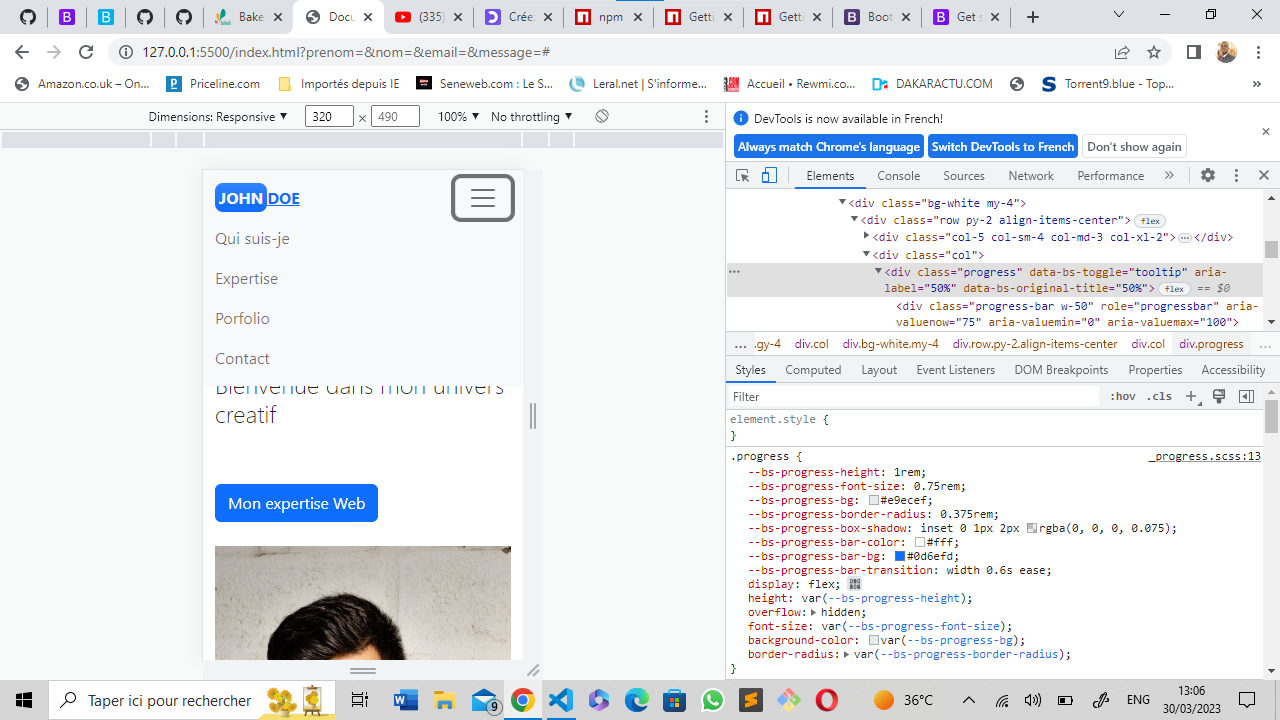 Bake
Docu
(335)
Crée
npm
Getti
Gett
Boot
Get s
127.0.0.1:5500/index.html?prenom=&nom=&email=&message=#
Amazon.co.uk – On...
Priceline.com
Importés depuis IE
Seneweb.com : Le S...
Leral.net | S'informe...
Accueil • Rewmi.co...
DAKARACTU.COM
Torrent9.blue - Top...
»
Dimensions: Responsive
320 × 490
100%
No throttling
DevTools is now available in French!
Always match Chrome's language
Switch DevTools to French
Don't show again
Elements
Console
Sources
Network
Performance
»
JOHN DOE
Qui suis-je
Expertise
Porfolio
Contact
Bienvenue dans mon univers
creatif
Mon expertise Web
<div class="bg-white my-4">
<div class="row py-2 align-items-center"> flex
<div class="col-5 col-sm-4 col-md-3 col-xl-2">…</div>
<div class="col">
<div class="progress" data-bs-toggle="tooltip" aria-
label="50%" data-bs-original-title="50%"> flex == $0
<div class="progress-bar w-50" role="progressbar" aria-
valuenow="75" aria-valuemin="0" aria-valuemax="100">
... .gy-4 div.col div.bg-white.my-4 div.row.py-2.align-items-center div.col div.progress ...
Styles
Computed
Layout
Event Listeners
DOM Breakpoints
Properties
Accessibility
Filter
:hov .cls
element.style {
}
.progress { _progress.scss:13
--bs-progress-height: 1rem;
--bs-progress-font-size: 0.75rem;
--bs-progress-bg: #e9ecef;
--bs-progress-border-radius: 0.375rem;
--bs-progress-box-shadow: inset 0 1px 2px rgba(0, 0, 0, 0.075);
--bs-progress-bar-color: #fff;
--bs-progress-bar-bg: #0d6efd;
--bs-progress-bar-transition: width 0.6s ease;
display: flex;
height: var(--bs-progress-height);
overflow: hidden;
font-size: var(--bs-progress-font-size);
background-color: var(--bs-progress-bg);
border-radius: var(--bs-progress-border-radius);
}
Taper ici pour rechercher
9
36°C
ENG
13:06
30/03/2023